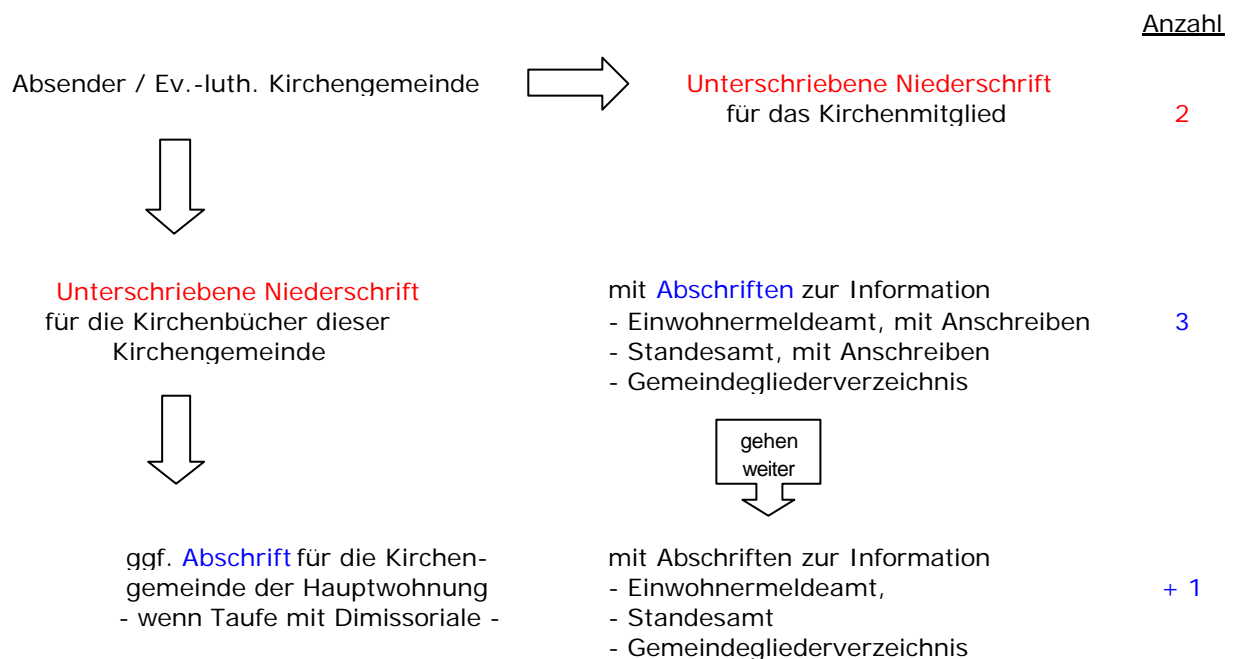 Anzahl
Absender / Ev.-luth. Kirchengemeinde
Unterschriebene Niederschrift
für das Kirchenmitglied 2
Unterschriebene Niederschrift
für die Kirchenbücher dieser
Kirchengemeinde
mit Abschriften zur Information
- Einwohnermeldeamt, mit Anschreiben 3
- Standesamt, mit Anschreiben
- Gemeindegliederverzeichnis
gehen
weiter
ggf. Abschrift für die Kirchen-
gemeinde der Hauptwohnung
- wenn Taufe mit Dimissoriale -
mit Abschriften zur Information
- Einwohnermeldeamt, + 1
- Standesamt
- Gemeindegliederverzeichnis